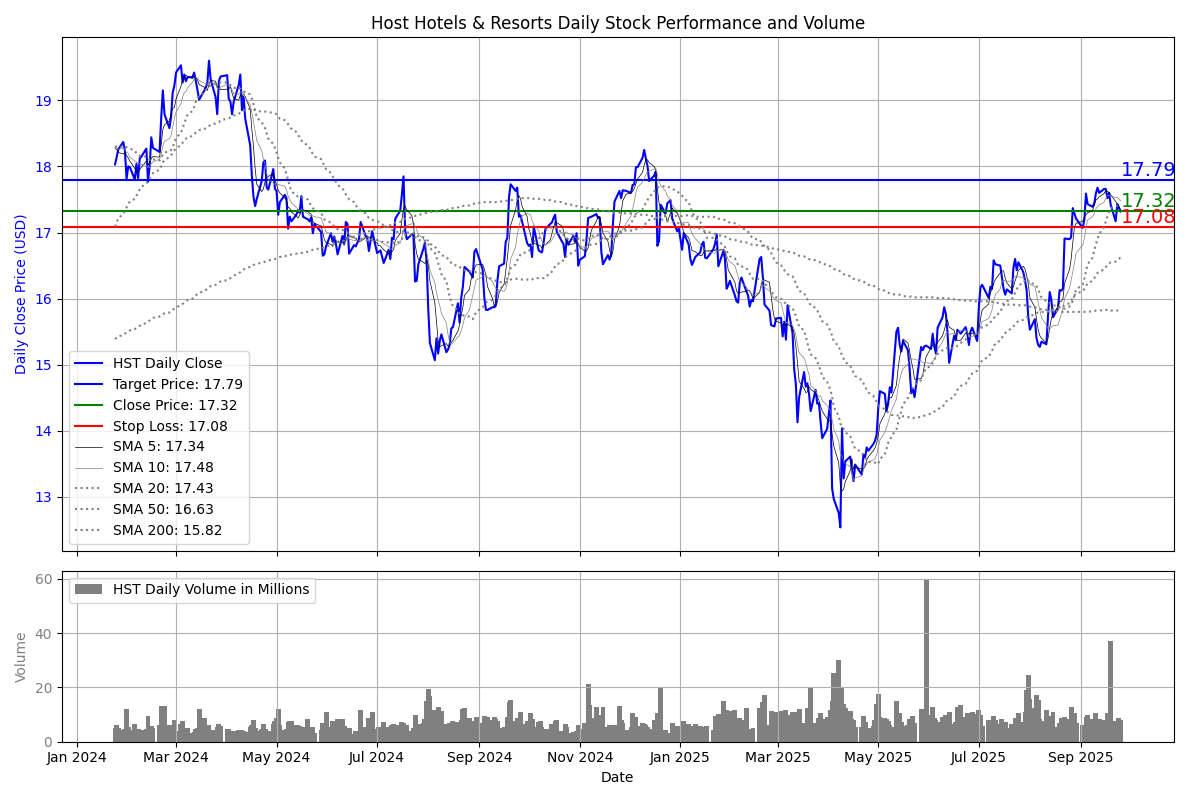 Host Hotels & Resorts Daily Stock Performance and Volume
Daily Close Price (USD)
19
18
17
16
15
14
13
17.79
17.32
17.08
HST Daily Close
Target Price: 17.79
Close Price: 17.32
Stop Loss: 17.08
SMA 5: 17.34
SMA 10: 17.48
SMA 20: 17.43
SMA 50: 16.63
SMA 200: 15.82
Volume
60
40
20
0
HST Daily Volume in Millions
Jan 2024
Mar 2024
May 2024
Jul 2024
Sep 2024
Nov 2024
Jan 2025
Mar 2025
May 2025
Jul 2025
Sep 2025
Date